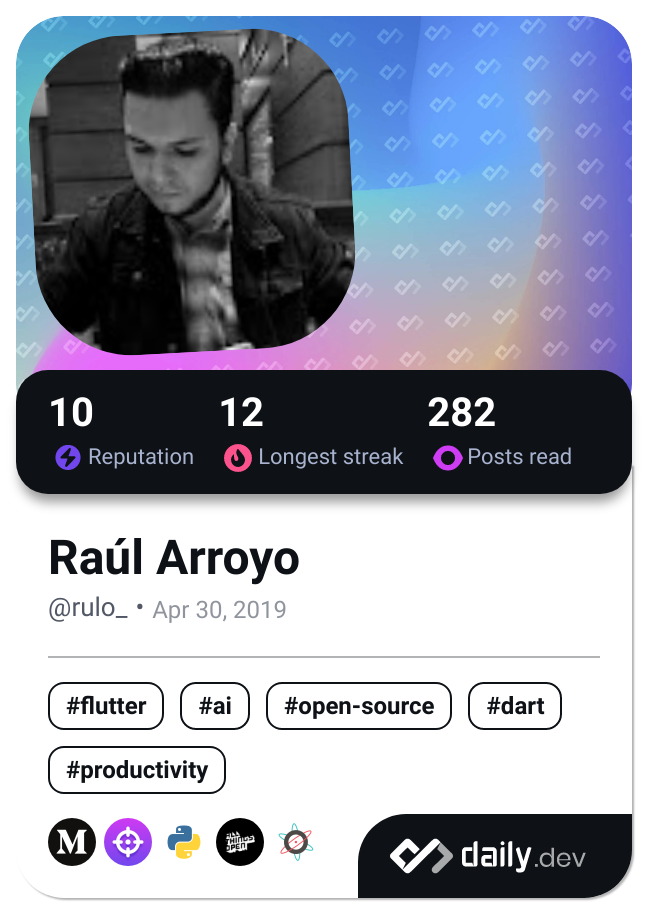 10 12 282
Reputation Longest streak Posts read
Raúl Arroyo
@rulo_ • Apr 30, 2019
#flutter #ai #open-source #dart
#productivity
M ALL THINGS OPEN
daily.dev